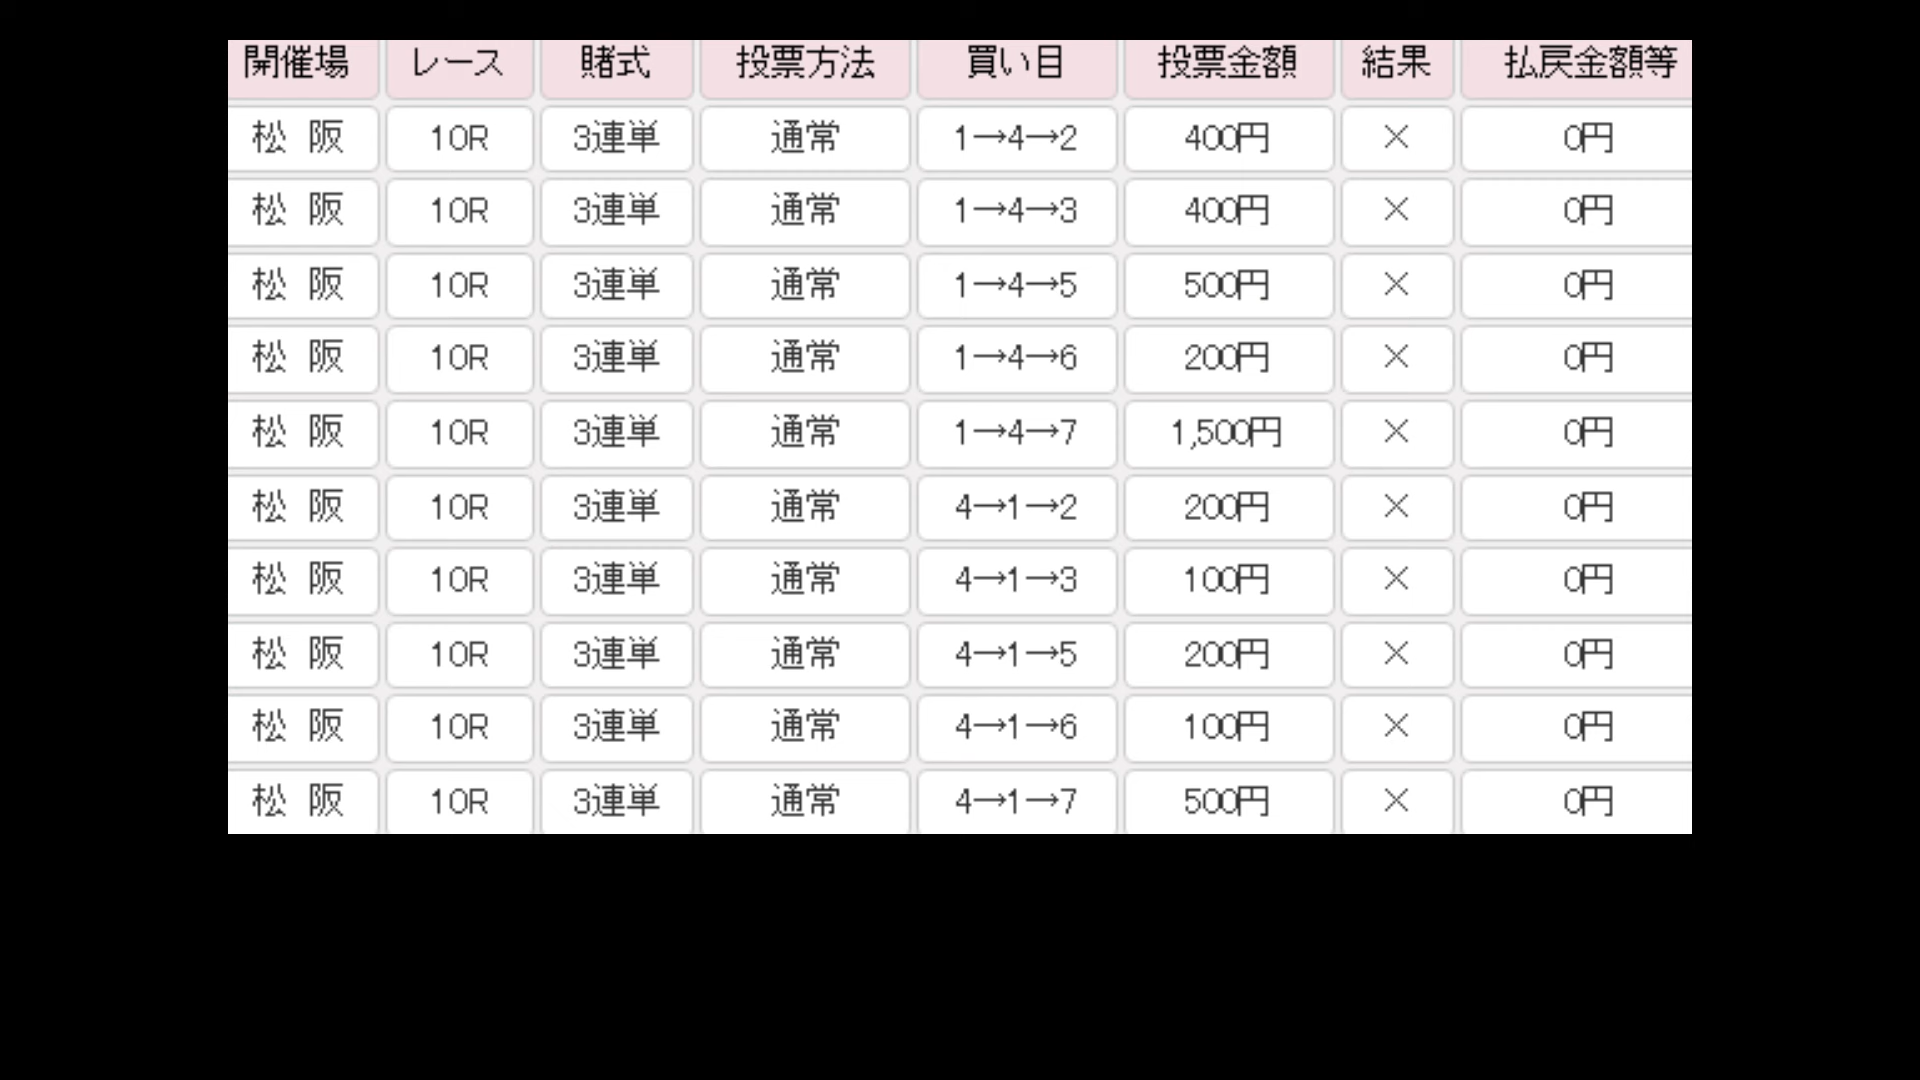 開催場 レース 賭式 投票方法 買い目 投票金額 結果 払戻金額等
松 阪 10R 3連単 通常 1→4→2 400円 × 0円
松 阪 10R 3連単 通常 1→4→3 400円 × 0円
松 阪 10R 3連単 通常 1→4→5 500円 × 0円
松 阪 10R 3連単 通常 1→4→6 200円 × 0円
松 阪 10R 3連単 通常 1→4→7 1,500円 × 0円
松 阪 10R 3連単 通常 4→1→2 200円 × 0円
松 阪 10R 3連単 通常 4→1→3 100円 × 0円
松 阪 10R 3連単 通常 4→1→5 200円 × 0円
松 阪 10R 3連単 通常 4→1→6 100円 × 0円
松 阪 10R 3連単 通常 4→1→7 500円 × 0円